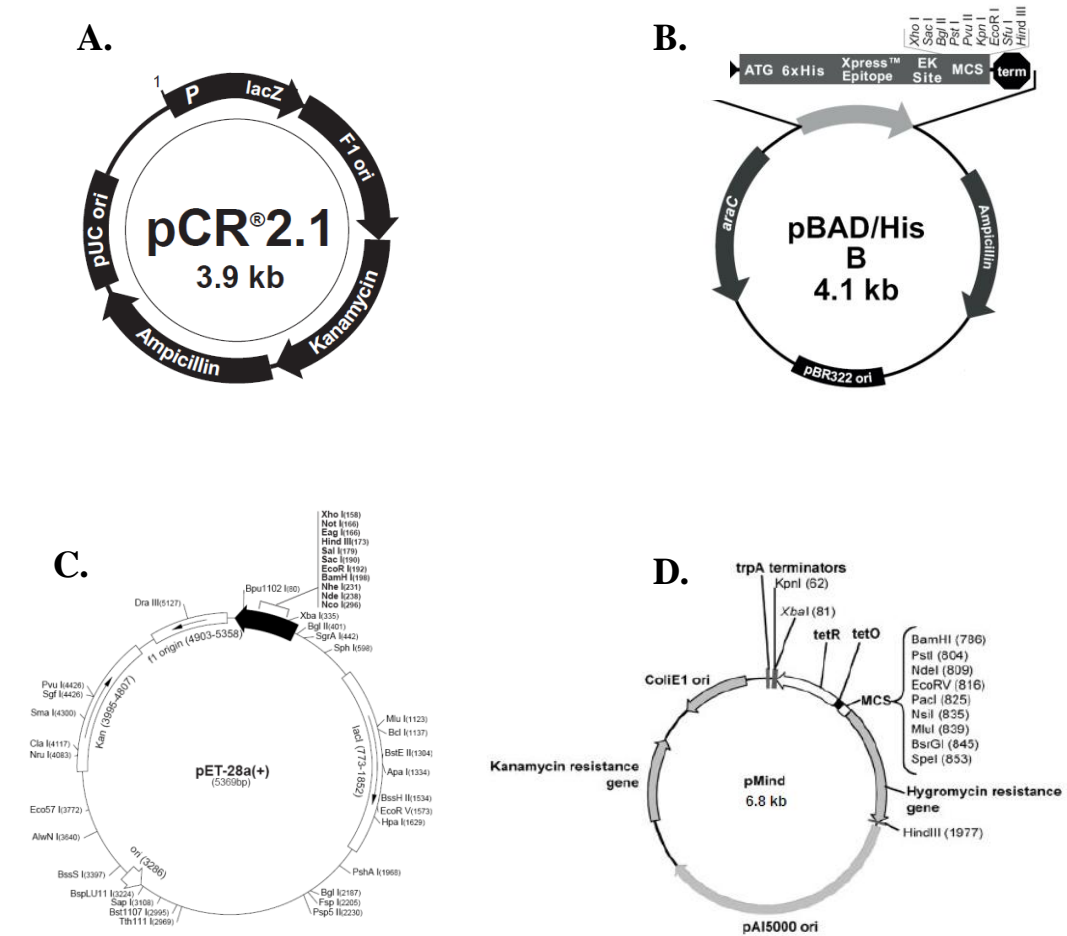 A.
1
P
lacZ
F1 ori
Kanamycin
Ampicillin
pUC ori
pCR®2.1
3.9 kb
B.
Xho I
Sac I
Bgl II
Pst I
Pvu II
Kpn I
EcoR I
Sfu I
Hind III
ATG 6xHis Xpress™ Epitope EK Site MCS term
araC
Ampicillin
pBR322 ori
pBAD/His
B
4.1 kb
C.
Xho I(158)
Not I(166)
Eag I(166)
Hind III(173)
Sal I(179)
Sac I(190)
EcoR I(192)
BamH I(198)
Nhe I(231)
Nde I(238)
Nco I(296)
Bpu1102 I(80)
Dra III(5127)
Xba I(335)
Bgl II(401)
SgrA I(442)
Sph I(598)
f1 origin (4903-5358)
Pvu I(4426)
Sgf I(4426)
Sma I(4300)
Cla I(4117)
Nru I(4083)
Kan (3995-4807)
Mlu I(1123)
Bcl I(1137)
BstE II(1304)
Apa I(1334)
BssH II(1534)
EcoR V(1573)
Hpa I(1629)
lacI (773-1852)
pET-28a(+)
(5369bp)
Eco57 I(3772)
AlwN I(3640)
ori (3286)
BssS I(3397)
BspLU11 I(3224)
Sap I(3108)
Bst1107 I(2995)
Tth111 I(2969)
PshA I(1968)
Bgl I(2187)
Fsp I(2205)
Psp5 II(2230)
D.
trpA terminators
KpnI (62)
XbaI (81)
tetR
tetO
MCS
BamHI (786)
PstI (804)
NdeI (809)
EcoRV (816)
PacI (825)
NsiI (835)
MluI (839)
BsrGI (845)
SpeI (853)
ColiE1 ori
Kanamycin resistance
gene
pMind
6.8 kb
Hygromycin resistance
gene
HindIII (1977)
pAl5000 ori